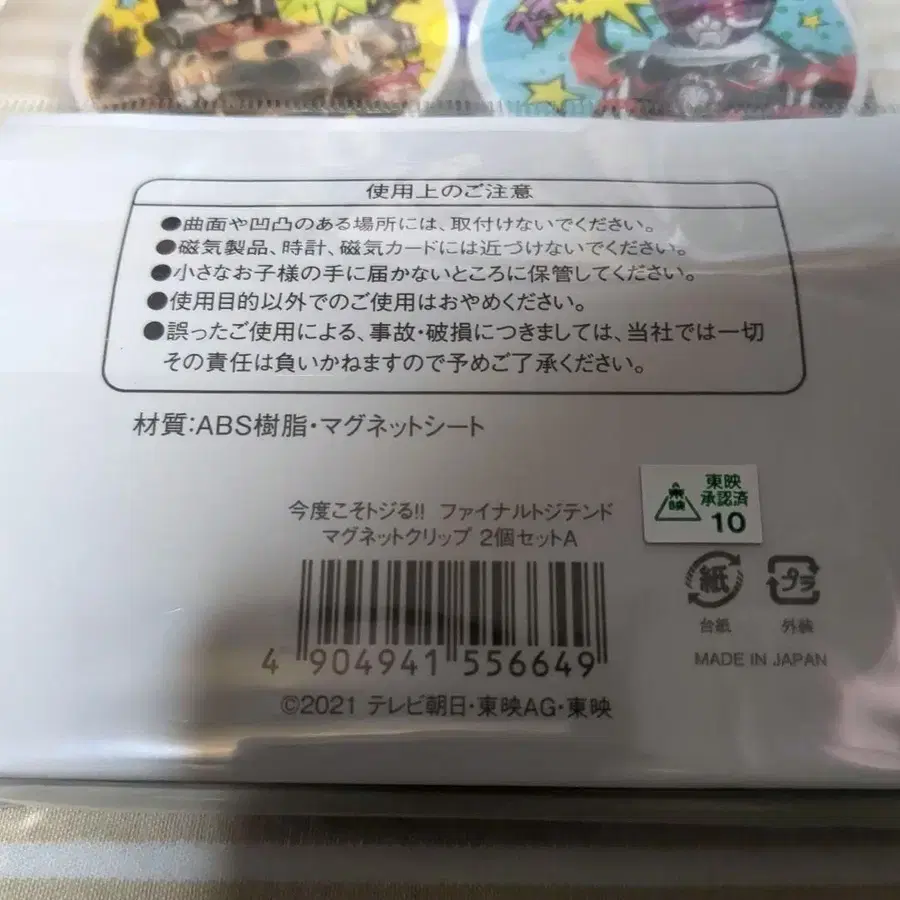 使用上のご注意
●曲面や凹凸のある場所には、取付けないでください。
●磁気製品、時計、磁気カードには近づけないでください。
●小さなお子様の手に届かないところに保管してください。
●使用目的以外でのご使用はおやめください。
●誤ったご使用による、事故・破損につきましては、当社では一切
その責任は負いかねますので予めご了承ください。
材質:ABS樹脂・マグネットシート
東映
東映
承認済
10
今度こそトジる!! ファイナルトジテンド
マグネットクリップ 2個セットA
紙
プラ
台紙
外装
4 904941 556649
MADE IN JAPAN
©2021 テレビ朝日・東映AG・東映